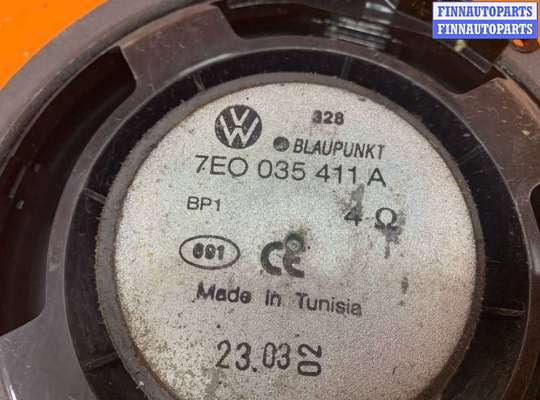 FINNAUTOPARTS
FINNAUTOPARTS
VW
328
BLAUPUNKT
7E0 035 411 A
BP1
4 Ω
691
CE
Made in Tunisia
23.03 02